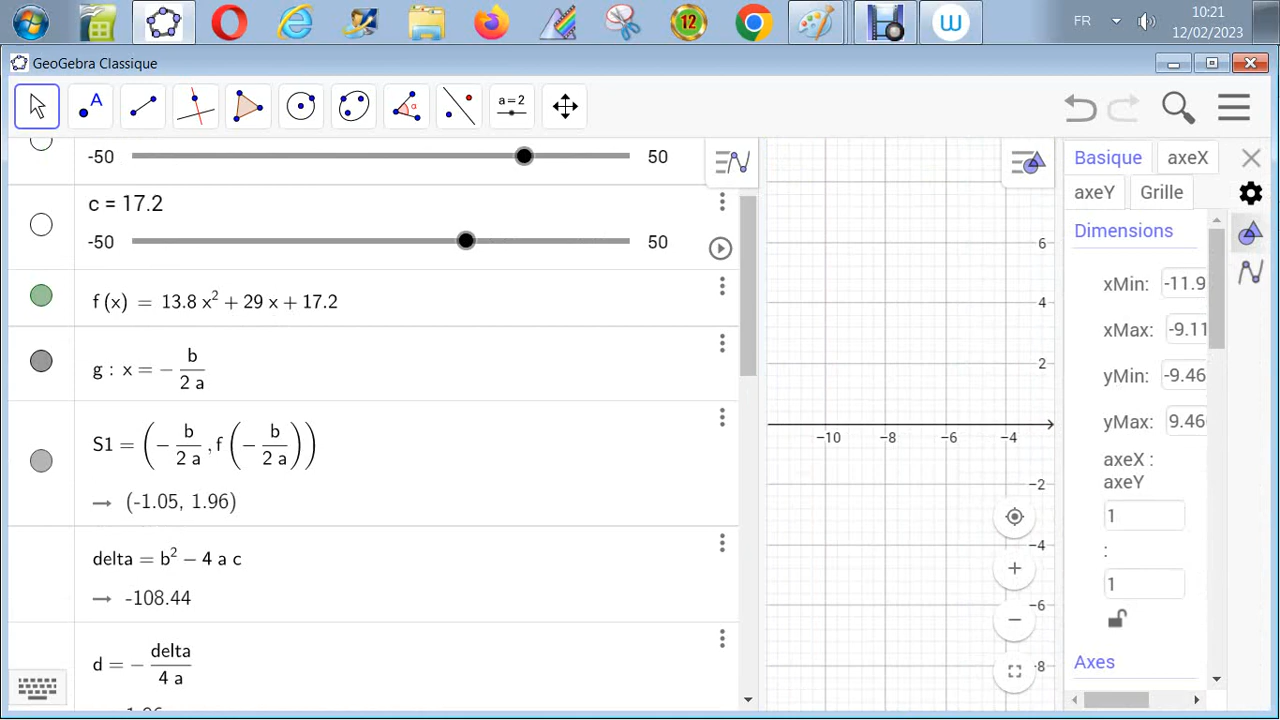 FR
10:21
12/02/2023
12
W
GeoGebra Classique
A
α
a=2
-50 50
c = 17.2
-50 50
f (x) = 13.8 x² + 29 x + 17.2
g : x = − b / 2 a
S1 = (− b / 2 a , f (− b / 2 a))
→ (-1.05, 1.96)
delta = b² − 4 a c
→ -108.44
d = − delta / 4 a
6
4
2
-10 -8 -6 -4
-2
-4
-6
-8
Basique axeX
axeY Grille
Dimensions
xMin: -11.9
xMax: -9.11
yMin: -9.46
yMax: 9.46
axeX :
axeY
1
:
1
Axes